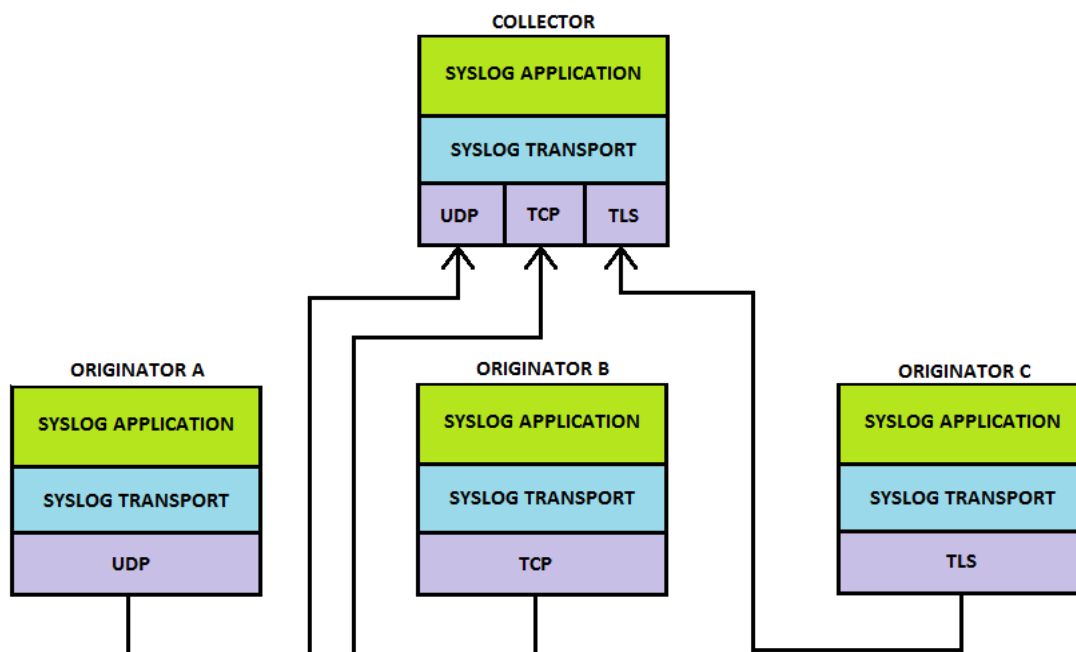 COLLECTOR
SYSLOG APPLICATION
SYSLOG TRANSPORT
UDP TCP TLS
ORIGINATOR A ORIGINATOR B ORIGINATOR C
SYSLOG APPLICATION SYSLOG APPLICATION SYSLOG APPLICATION
SYSLOG TRANSPORT SYSLOG TRANSPORT SYSLOG TRANSPORT
UDP TCP TLS